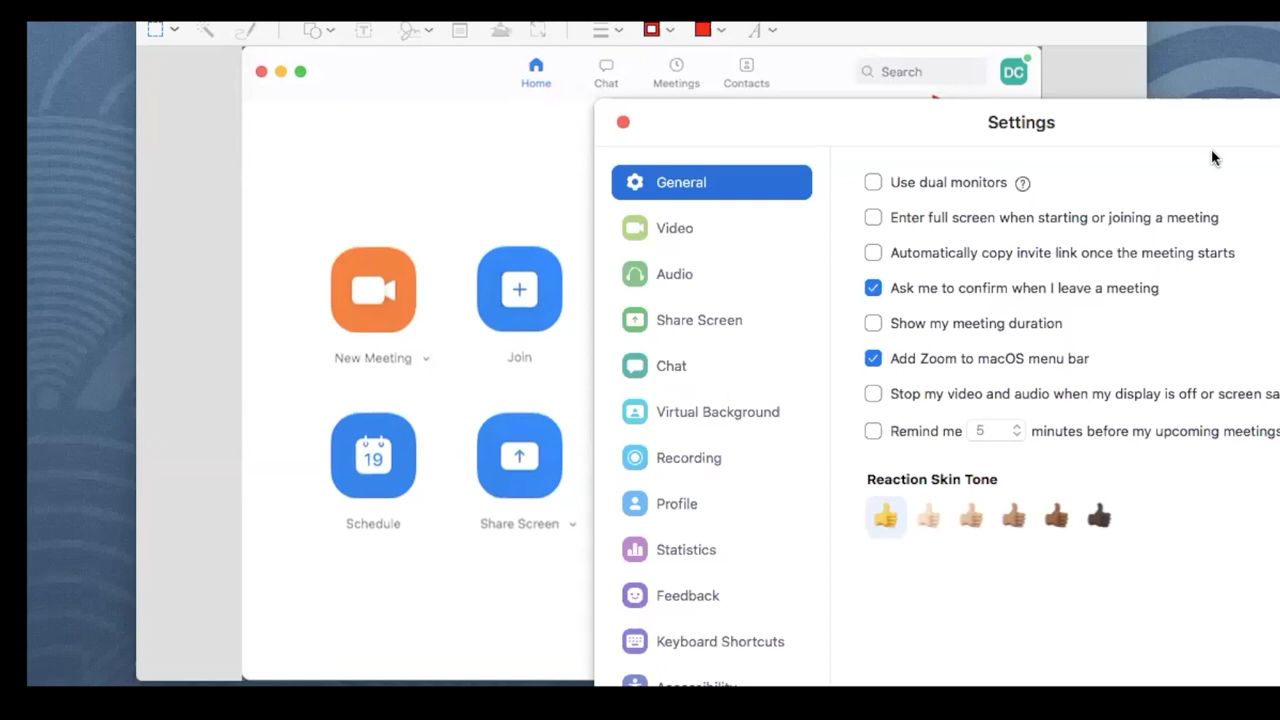 Home
Chat
Meetings
Contacts
Search
DC
Settings
General
Video
Audio
Share Screen
Chat
Virtual Background
Recording
Profile
Statistics
Feedback
Keyboard Shortcuts
Accessibility
Use dual monitors ?
Enter full screen when starting or joining a meeting
Automatically copy invite link once the meeting starts
Ask me to confirm when I leave a meeting
Show my meeting duration
Add Zoom to macOS menu bar
Stop my video and audio when my display is off or screen sa
Remind me 5 minutes before my upcoming meetings
Reaction Skin Tone
New Meeting
Join
19
Schedule
Share Screen